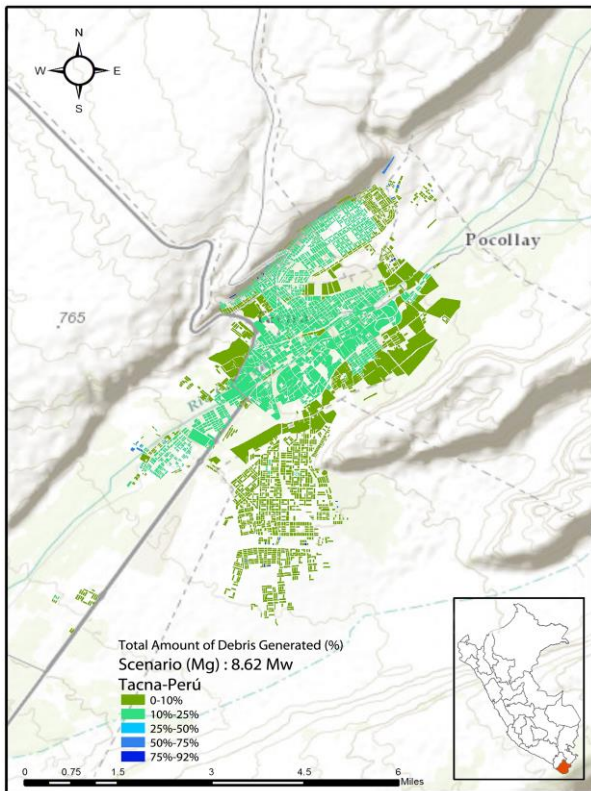 N
W E
S
Pocollay
765
Total Amount of Debris Generated (%)
Scenario (Mg) : 8.62 Mw
Tacna-Perú
0-10%
10%-25%
25%-50%
50%-75%
75%-92%
0 0.75 1.5 3 4.5 6
Miles